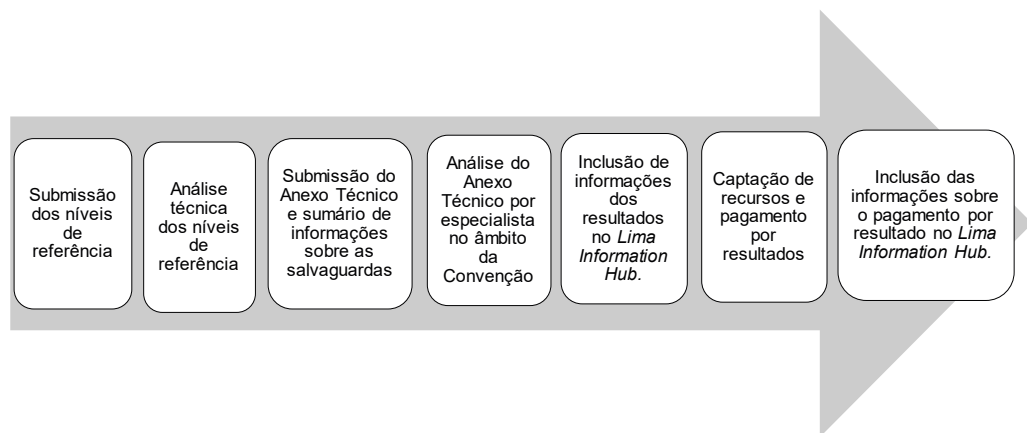 Submissão
dos níveis
de
referência
Análise
técnica
dos níveis
de
referência
Submissão do
Anexo Técnico
e sumário de
informações
sobre as
salvaguardas
Análise do
Anexo
Técnico por
especialista
no âmbito
da
Convenção
Inclusão de
informações
dos
resultados
no Lima
Information
Hub.
Captação de
recursos e
pagamento
por
resultados
Inclusão das
informações sobre
o pagamento por
resultado no Lima
Information Hub.